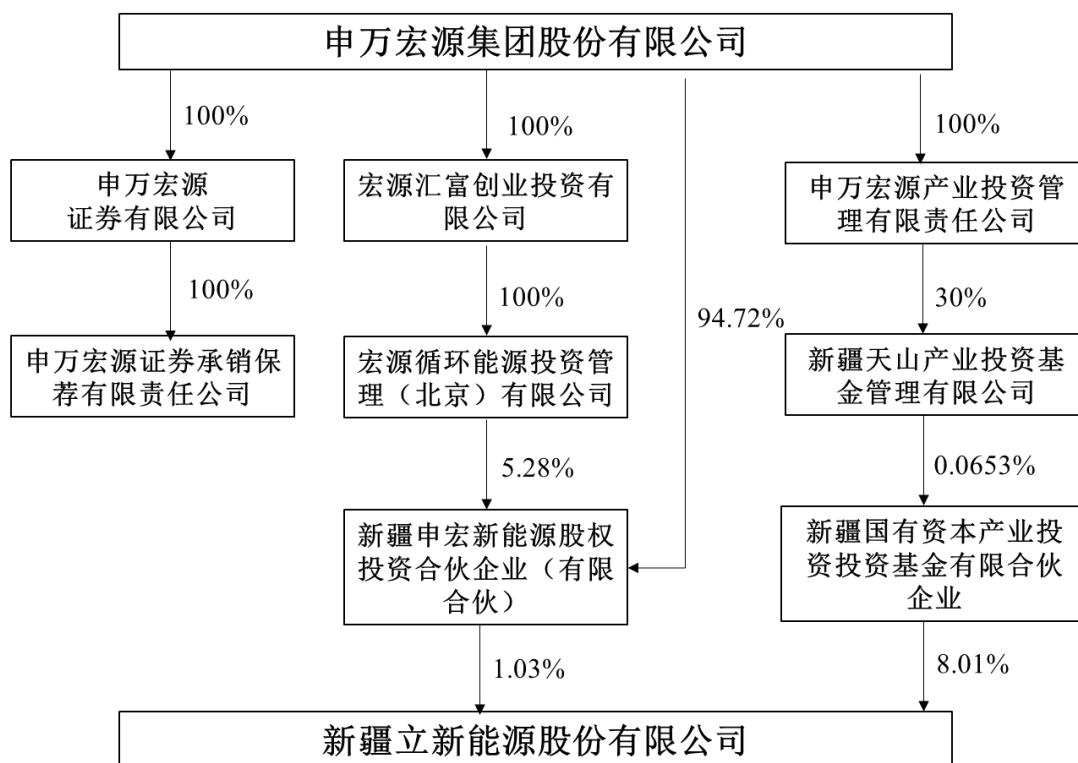 申万宏源集团股份有限公司
100%
100%
100%
申万宏源
证券有限公司
宏源汇富创业投资有
限公司
申万宏源产业投资管
理有限责任公司
100%
100%
30%
94.72%
申万宏源证券承销保
荐有限责任公司
宏源循环能源投资管
理（北京）有限公司
新疆天山产业投资基
金管理有限公司
5.28%
0.0653%
新疆申宏新能源股权
投资合伙企业（有限
合伙）
新疆国有资本产业投
资投资基金有限合伙
企业
1.03%
8.01%
新疆立新能源股份有限公司